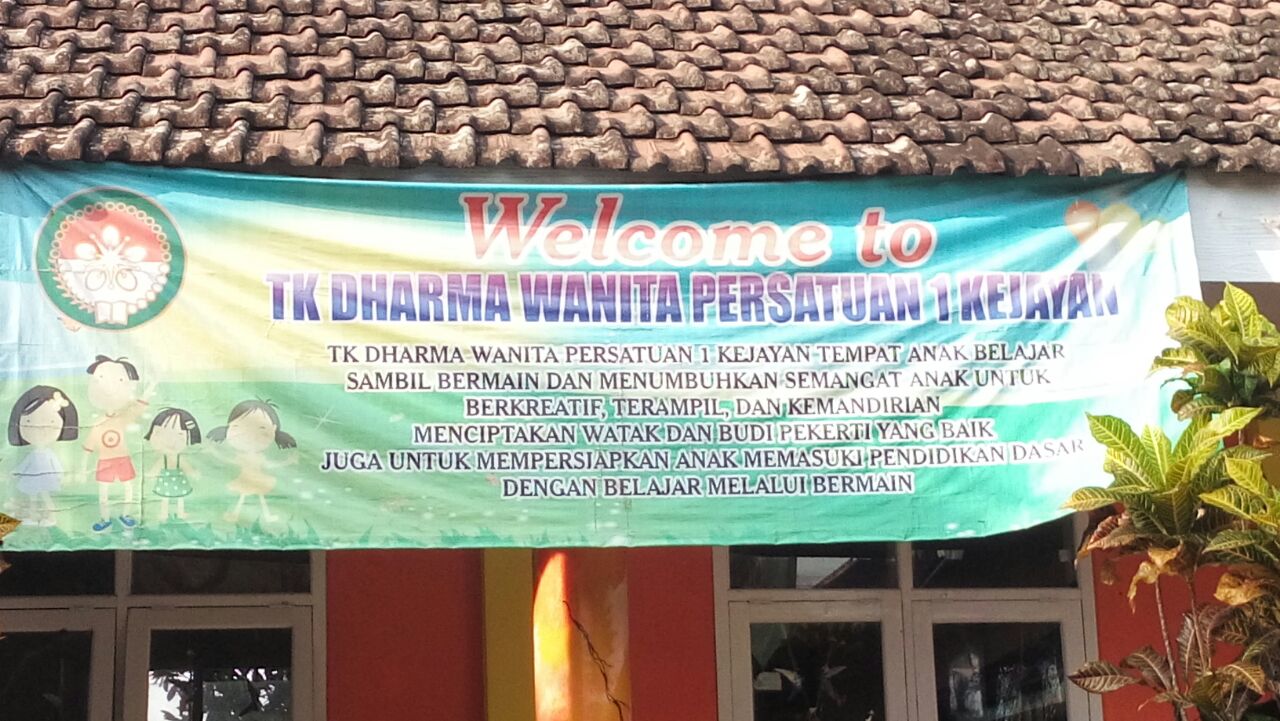 Welcome to
TK DHARMA WANITA PERSATUAN 1 KEJAYAN
TK DHARMA WANITA PERSATUAN 1 KEJAYAN TEMPAT ANAK BELAJAR
SAMBIL BERMAIN DAN MENUMBUHKAN SEMANGAT ANAK UNTUK
BERKREATIF, TERAMPIL, DAN KEMANDIRIAN
MENCIPTAKAN WATAK DAN BUDI PEKERTI YANG BAIK
JUGA UNTUK MEMPERSIAPKAN ANAK MEMASUKI PENDIDIKAN DASAR
DENGAN BELAJAR MELALUI BERMAIN